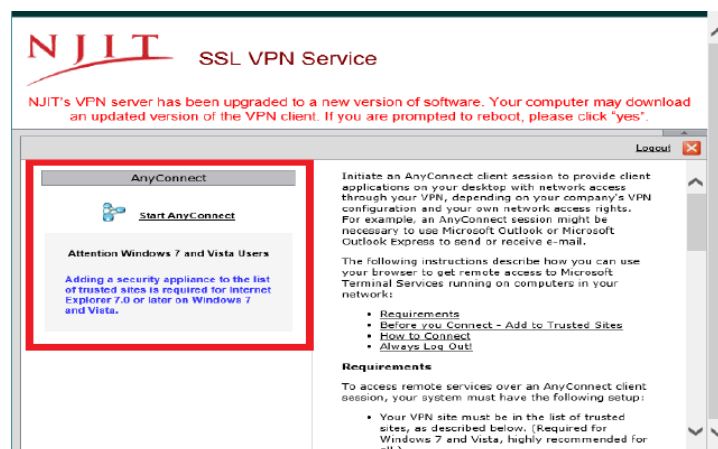 NJIT
SSL VPN Service
NJIT's VPN server has been upgraded to a new version of software. Your computer may download
an updated version of the VPN client. If you are prompted to reboot, please click "yes".
Logout
AnyConnect
Start AnyConnect
Attention Windows 7 and Vista Users
Adding a security appliance to the list
of trusted sites is required for Internet
Explorer 7.0 or later on Windows 7
and Vista.
Initiate an AnyConnect client session to provide client
applications on your desktop with network access
through your VPN, depending on your company's VPN
configuration and your own network access rights.
For example, an AnyConnect session might be
necessary to use Microsoft Outlook or Microsoft
Outlook Express to send or receive e-mail.
The following instructions describe how you can use
your browser to get remote access to Microsoft
Terminal Services running on computers in your
network:
• Requirements
• Before you Connect - Add to Trusted Sites
• How to Connect
• Always Log Out!
Requirements
To access remote services over an AnyConnect client
session, your system must have the following setup:
• Your VPN site must be in the list of trusted
sites, as described below. (Required for
Windows 7 and Vista, highly recommended for